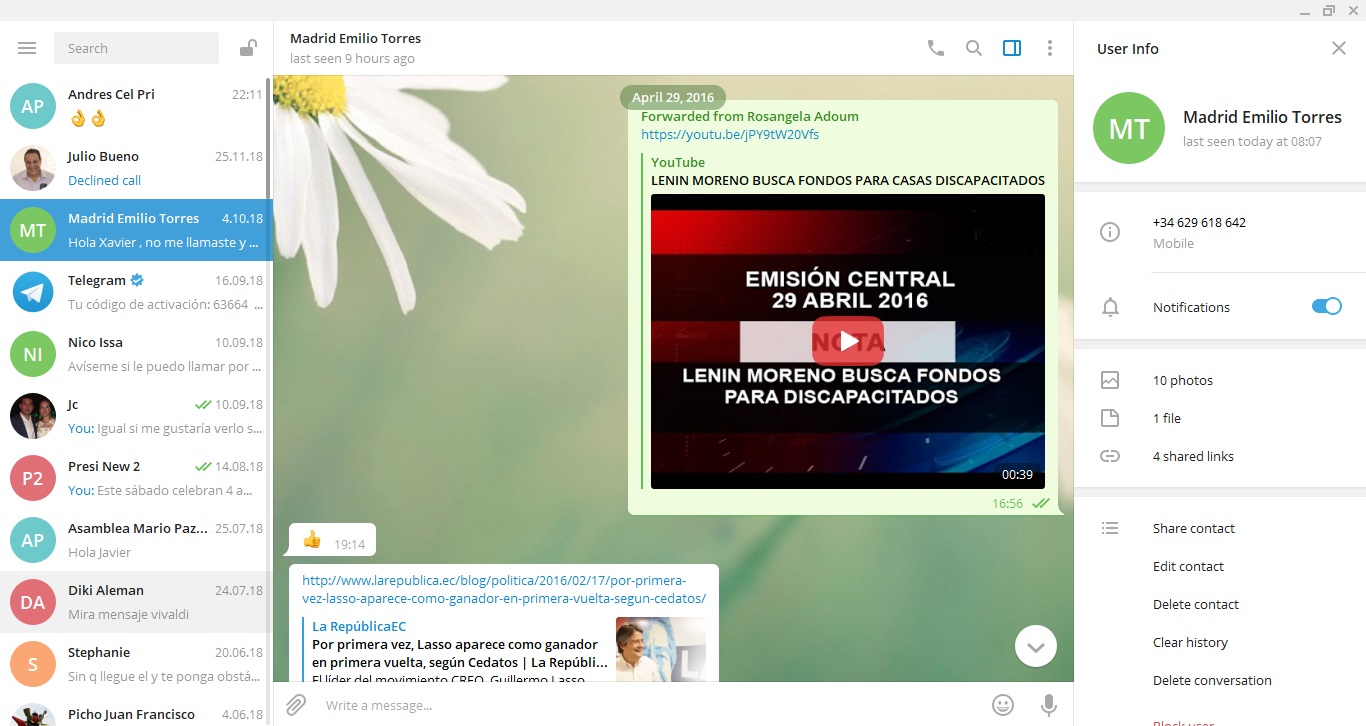 Search
Andres Cel Pri 22:11
👌👌
Julio Bueno 25.11.18
Declined call
MT Madrid Emilio Torres 4.10.18
Hola Xavier , no me llamaste y ...
Telegram 16.09.18
Tu código de activación: 63664 ...
NI Nico Issa 10.09.18
Avíseme si le puedo llamar por ...
Jc 10.09.18
You: Igual si me gustaría verlo s...
P2 Presi New 2 14.08.18
You: Este sábado celebran 4 a...
AP Asamblea Mario Paz... 25.07.18
Hola Javier
DA Diki Aleman 24.07.18
Mira mensaje vivaldi
S Stephanie 20.06.18
Sin q llegue el y te ponga obstá...
Picho Juan Francisco 4.06.18
AP
Madrid Emilio Torres
last seen 9 hours ago
April 29, 2016
Forwarded from Rosangela Adoum
https://youtu.be/jPY9tW20Vfs
YouTube
LENIN MORENO BUSCA FONDOS PARA CASAS DISCAPACITADOS
EMISIÓN CENTRAL
29 ABRIL 2016
NOTA
LENIN MORENO BUSCA FONDOS
PARA DISCAPACITADOS
00:39
16:56
👍 19:14
http://www.larepublica.ec/blog/politica/2016/02/17/por-primera-
vez-lasso-aparece-como-ganador-en-primera-vuelta-segun-cedatos/
La RepúblicaEC
Por primera vez, Lasso aparece como ganador
en primera vuelta, según Cedatos | La Repúbli...
El líder del movimiento CREO, Guillermo Lasso
Write a message...
User Info
MT
Madrid Emilio Torres
last seen today at 08:07
+34 629 618 642
Mobile
Notifications
10 photos
1 file
4 shared links
Share contact
Edit contact
Delete contact
Clear history
Delete conversation
Block user